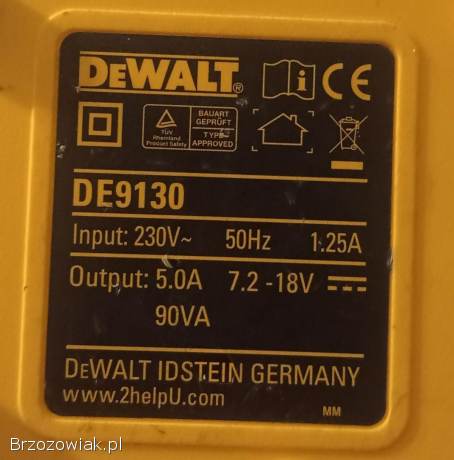 DEWALT®
i CE
TÜV
Rheinland
Product Safety
BAUART
GEPRÜFT
TYPE
APPROVED
DE9130
Input: 230V~ 50Hz 1.25A
Output: 5.0A 7.2 -18V
90VA
DEWALT IDSTEIN GERMANY
www.2helpU.com
MM
Brzozowiak.pl